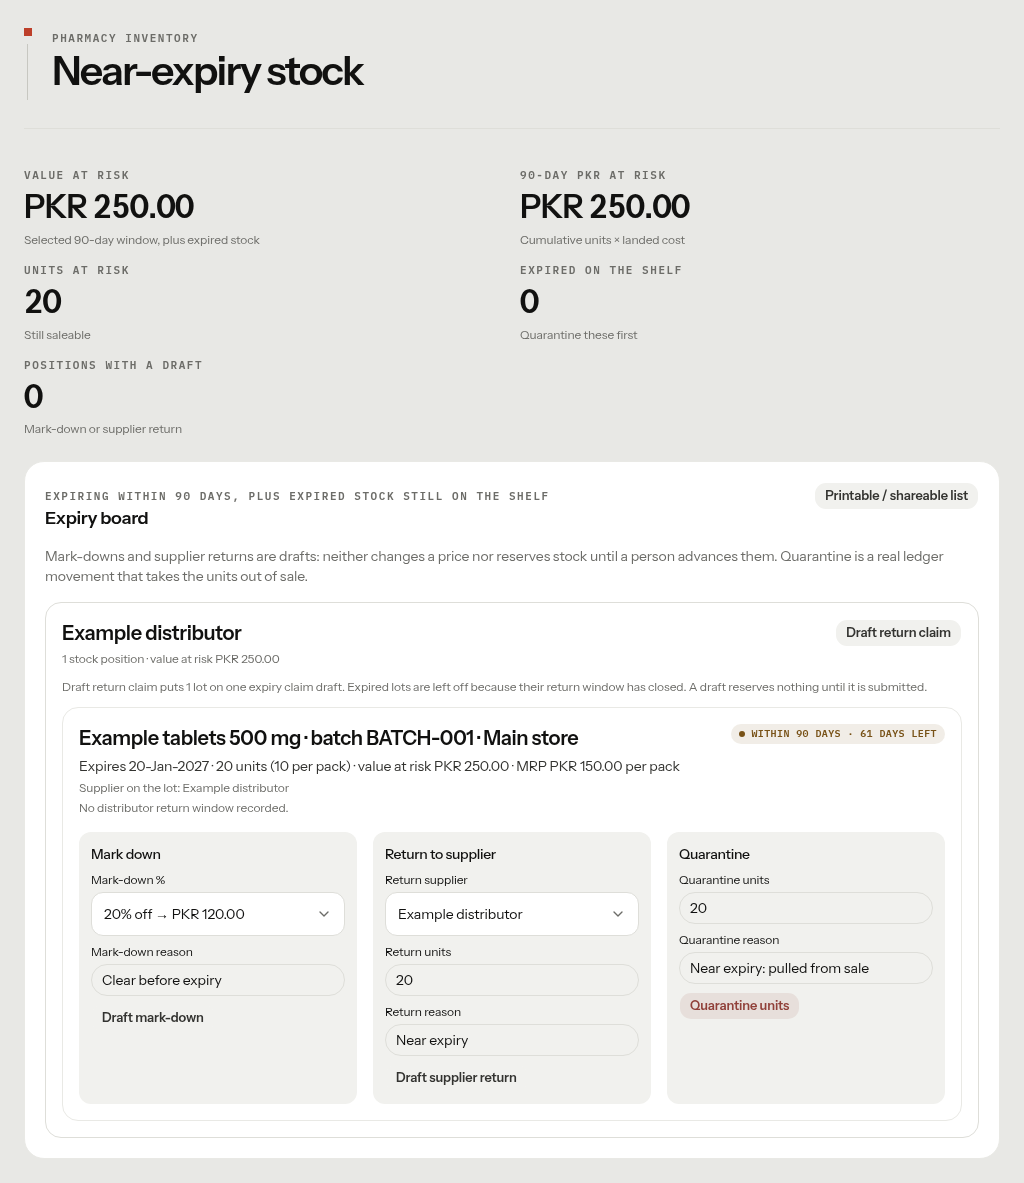 PHARMACY INVENTORY
Near-expiry stock
VALUE AT RISK
PKR 250.00
Selected 90-day window, plus expired stock
90-DAY PKR AT RISK
PKR 250.00
Cumulative units × landed cost
UNITS AT RISK
20
Still saleable
EXPIRED ON THE SHELF
0
Quarantine these first
POSITIONS WITH A DRAFT
0
Mark-down or supplier return
EXPIRING WITHIN 90 DAYS, PLUS EXPIRED STOCK STILL ON THE SHELF
Expiry board
Printable / shareable list
Mark-downs and supplier returns are drafts: neither changes a price nor reserves stock until a person advances them. Quarantine is a real ledger
movement that takes the units out of sale.
Example distributor
Draft return claim
1 stock position · value at risk PKR 250.00
Draft return claim puts 1 lot on one expiry claim draft. Expired lots are left off because their return window has closed. A draft reserves nothing until it is submitted.
Example tablets 500 mg · batch BATCH-001 · Main store
WITHIN 90 DAYS · 61 DAYS LEFT
Expires 20-Jan-2027 · 20 units (10 per pack) · value at risk PKR 250.00 · MRP PKR 150.00 per pack
Supplier on the lot: Example distributor
No distributor return window recorded.
Mark down
Mark-down %
20% off → PKR 120.00
Mark-down reason
Clear before expiry
Draft mark-down
Return to supplier
Return supplier
Example distributor
Return units
20
Return reason
Near expiry
Draft supplier return
Quarantine
Quarantine units
20
Quarantine reason
Near expiry: pulled from sale
Quarantine units